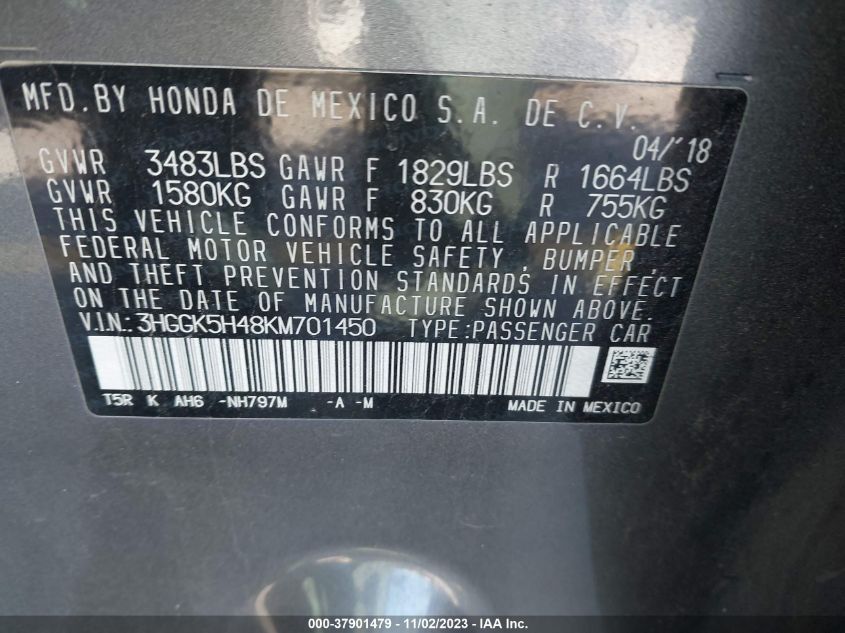 MFD.BY HONDA DE MEXICO S.A. DE C.V.
04/'18
GVWR 3483LBS GAWR F 1829LBS R 1664LBS
GVWR 1580KG GAWR F 830KG R 755KG
THIS VEHICLE CONFORMS TO ALL APPLICABLE
FEDERAL MOTOR VEHICLE SAFETY, BUMPER,
AND THEFT PREVENTION STANDARDS IN EFFECT
ON THE DATE OF MANUFACTURE SHOWN ABOVE.
V.I.N.:3HGGK5H48KM701450 TYPE:PASSENGER CAR
T5R K AH6 -NH797M -A -M MADE IN MEXICO
000-37901479 - 11/02/2023 - IAA Inc.